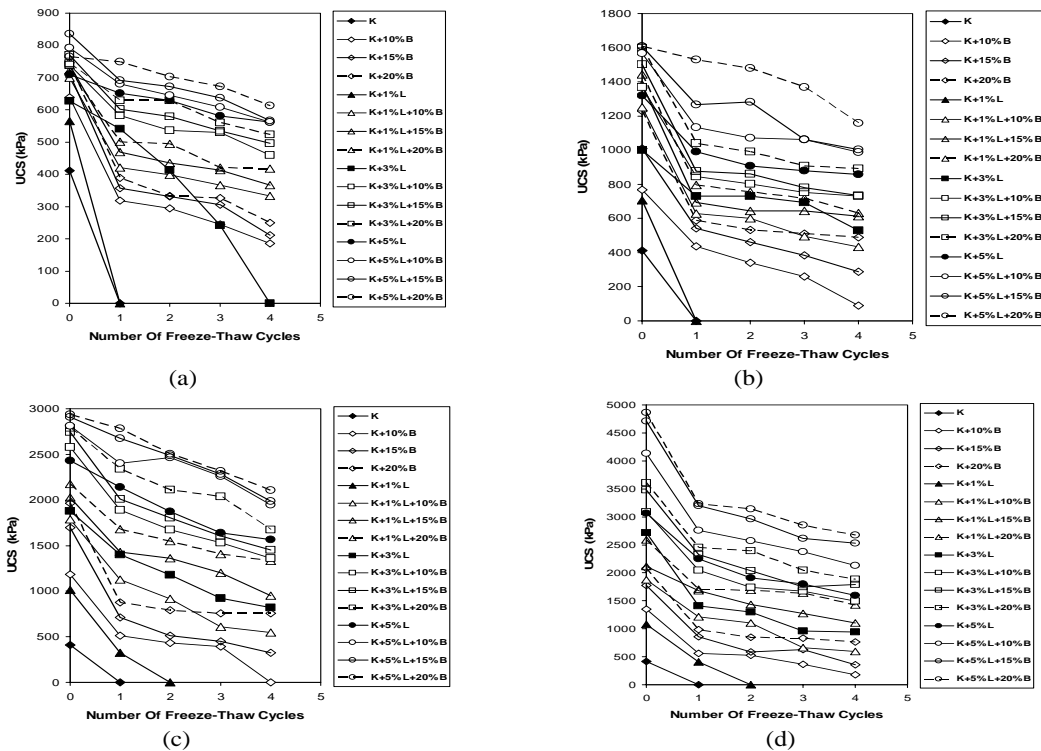 900
800
700
600
500
400
300
200
100
0
UCS (kPa)
0 1 2 3 4 5
Number Of Freeze-Thaw Cycles
K
K+10%B
K+15%B
K+20%B
K+1%L
K+1%L+10%B
K+1%L+15%B
K+1%L+20%B
K+3%L
K+3%L+10%B
K+3%L+15%B
K+3%L+20%B
K+5%L
K+5%L+10%B
K+5%L+15%B
K+5%L+20%B
(a)
1800
1600
1400
1200
1000
800
600
400
200
0
UCS (kPa)
0 1 2 3 4 5
Number Of Freeze-Thaw Cycles
K
K+10%B
K+15%B
K+20%B
K+1%L
K+1%L+10%B
K+1%L+15%B
K+1%L+20%B
K+3%L
K+3%L+10%B
K+3%L+15%B
K+3%L+20%B
K+5%L
K+5%L+10%B
K+5%L+15%B
K+5%L+20%B
(b)
3000
2500
2000
1500
1000
500
0
UCS (kPa)
0 1 2 3 4 5
Number Of Freeze-Thaw Cycles
K
K+10%B
K+15%B
K+20%B
K+1%L
K+1%L+10%B
K+1%L+15%B
K+1%L+20%B
K+3%L
K+3%L+10%B
K+3%L+15%B
K+3%L+20%B
K+5%L
K+5%L+10%B
K+5%L+15%B
K+5%L+20%B
(c)
5000
4500
4000
3500
3000
2500
2000
1500
1000
500
0
UCS (kPa)
0 1 2 3 4 5
Number Of Freeze-Thaw Cycles
K
K+10%B
K+15%B
K+20%B
K+1%L
K+1%L+10%B
K+1%L+15%B
K+1%L+20%B
K+3%L
K+3%L+10%B
K+3%L+15%B
K+3%L+20%B
K+5%L
K+5%L+10%B
K+5%L+15%B
K+5%L+20%B
(d)